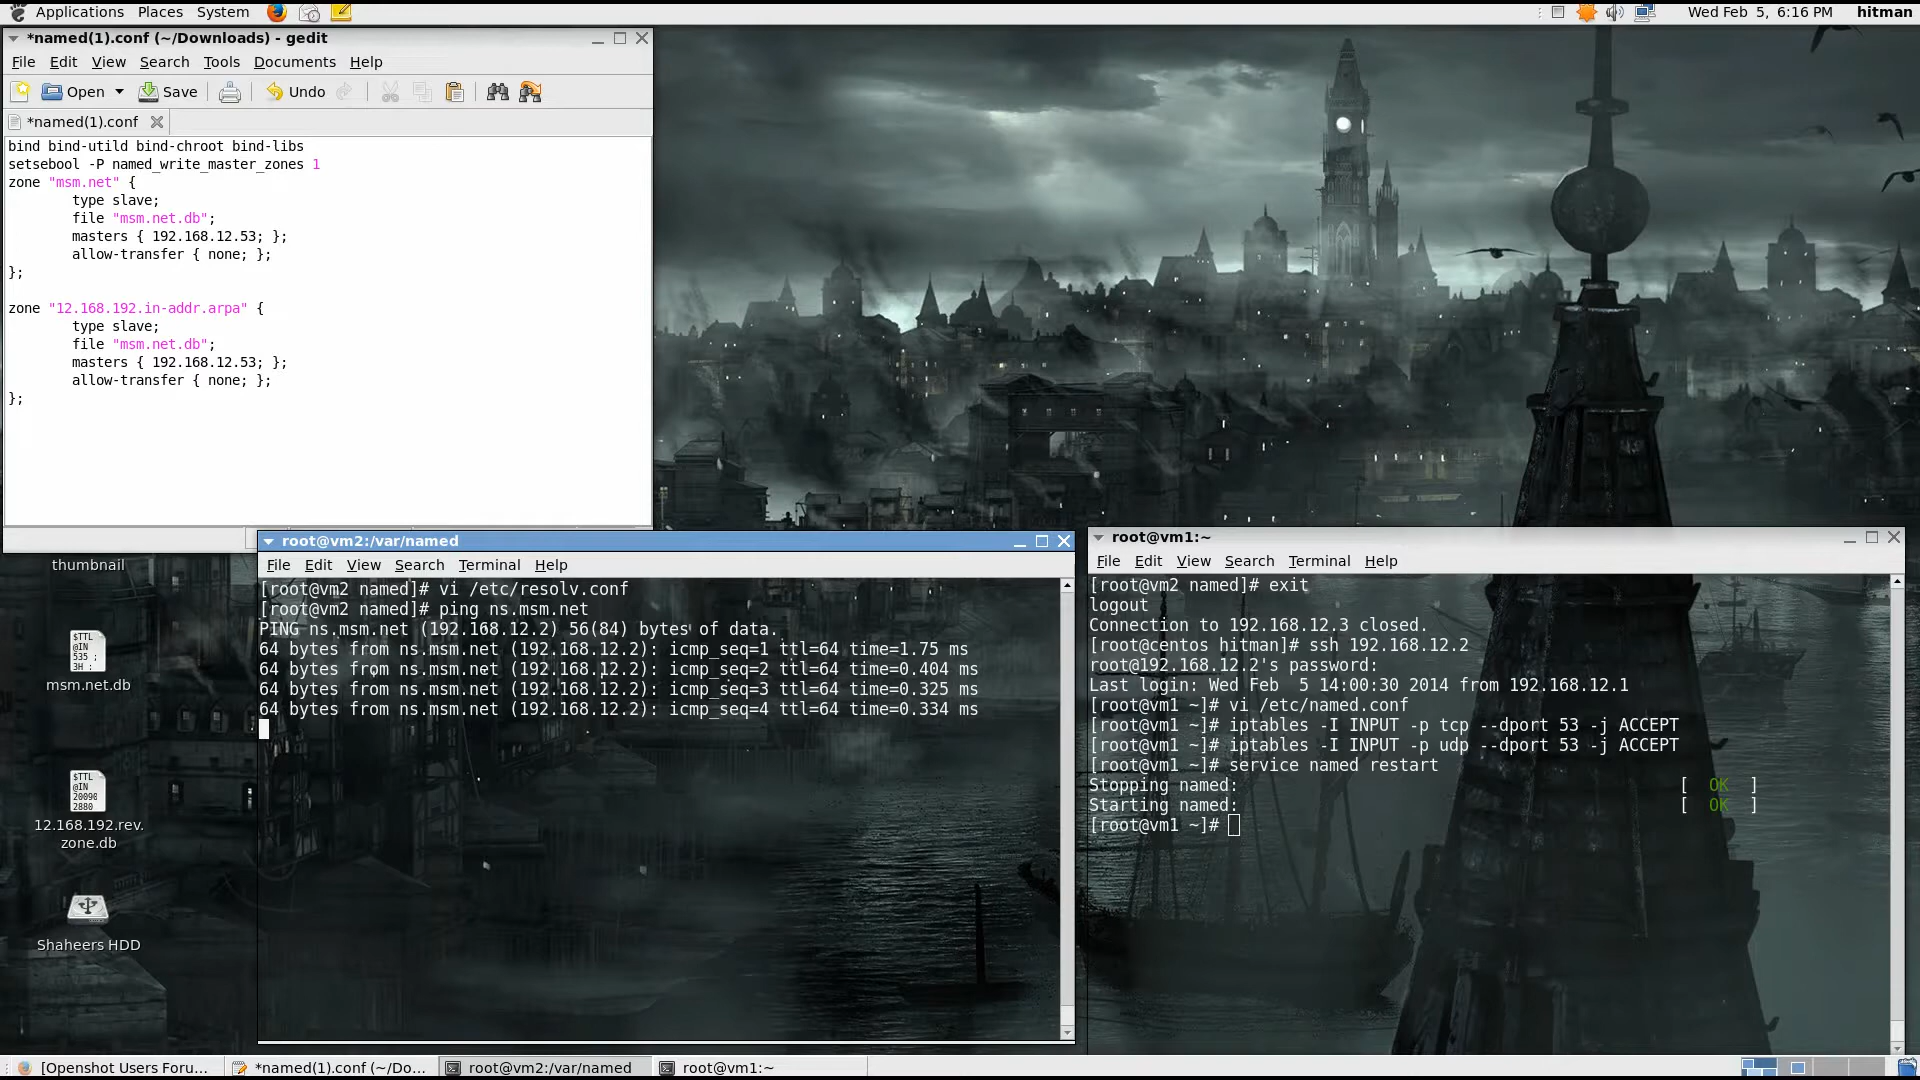 Applications Places System
Wed Feb 5, 6:16 PM hitman
*named(1).conf (~/Downloads) - gedit
File Edit View Search Tools Documents Help
Open Save Undo
*named(1).conf
bind bind-utild bind-chroot bind-libs
setsebool -P named_write_master_zones 1
zone "msm.net" {
type slave;
file "msm.net.db";
masters { 192.168.12.53; };
allow-transfer { none; };
};
zone "12.168.192.in-addr.arpa" {
type slave;
file "msm.net.db";
masters { 192.168.12.53; };
allow-transfer { none; };
};
thumbnail
$TTL
@IN
535 ;
3H ;
msm.net.db
$TTL
@IN
20090
2880
12.168.192.rev.
zone.db
Shaheers HDD
root@vm2:/var/named
File Edit View Search Terminal Help
[root@vm2 named]# vi /etc/resolv.conf
[root@vm2 named]# ping ns.msm.net
PING ns.msm.net (192.168.12.2) 56(84) bytes of data.
64 bytes from ns.msm.net (192.168.12.2): icmp_seq=1 ttl=64 time=1.75 ms
64 bytes from ns.msm.net (192.168.12.2): icmp_seq=2 ttl=64 time=0.404 ms
64 bytes from ns.msm.net (192.168.12.2): icmp_seq=3 ttl=64 time=0.325 ms
64 bytes from ns.msm.net (192.168.12.2): icmp_seq=4 ttl=64 time=0.334 ms
root@vm1:~
File Edit View Search Terminal Help
[root@vm2 named]# exit
logout
Connection to 192.168.12.3 closed.
[root@centos hitman]# ssh 192.168.12.2
root@192.168.12.2's password:
Last login: Wed Feb  5 14:00:30 2014 from 192.168.12.1
[root@vm1 ~]# vi /etc/named.conf
[root@vm1 ~]# iptables -I INPUT -p tcp --dport 53 -j ACCEPT
[root@vm1 ~]# iptables -I INPUT -p udp --dport 53 -j ACCEPT
[root@vm1 ~]# service named restart
Stopping named: [ OK ]
Starting named: [ OK ]
[root@vm1 ~]#
[Openshot Users Foru... *named(1).conf (~/Do... root@vm2:/var/named root@vm1:~